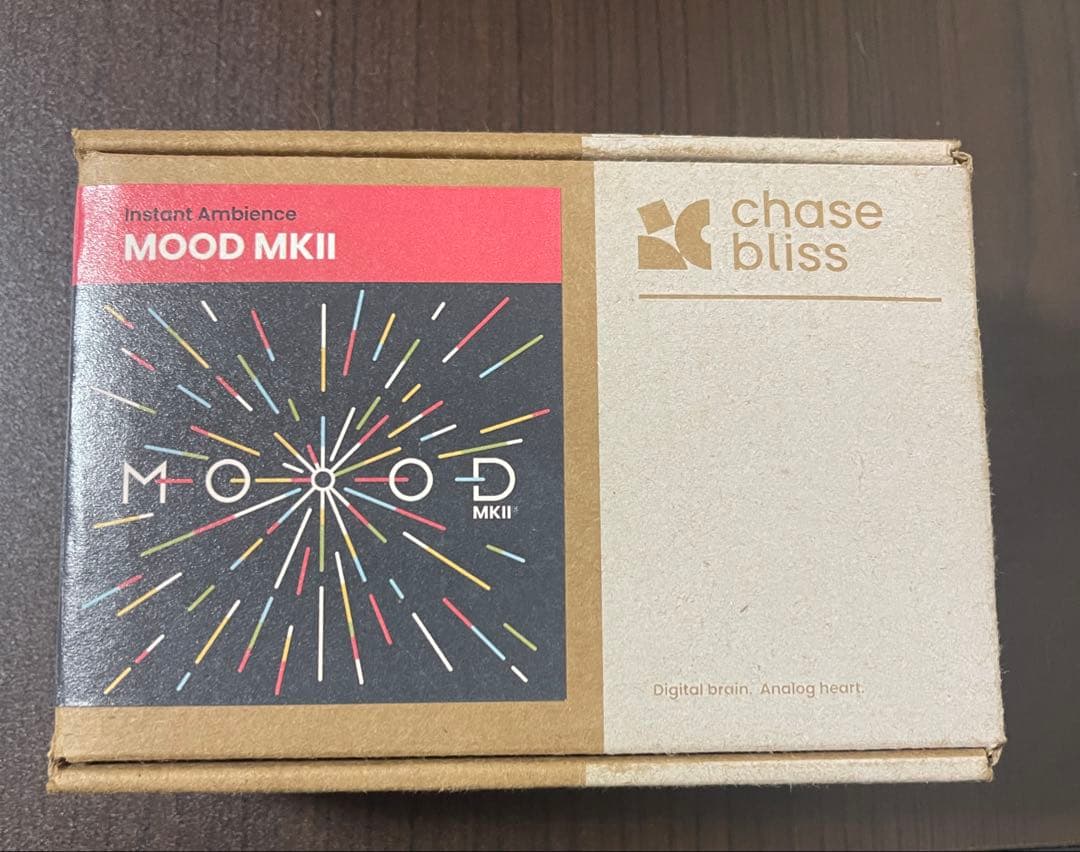 Instant Ambience
MOOD MKII
MOOD
MKII
chase
bliss
Digital brain. Analog heart.